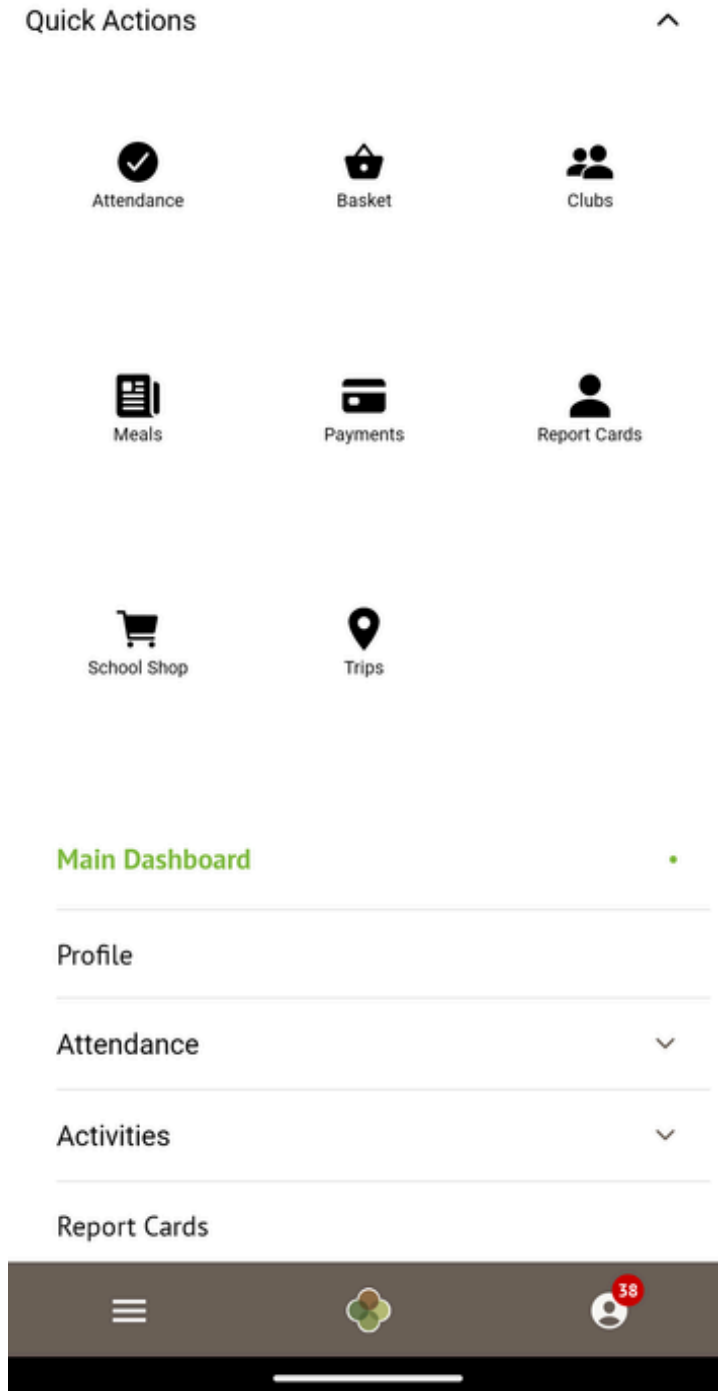 Quick Actions
Attendance
Basket
Clubs
Meals
Payments
Report Cards
School Shop
Trips
Main Dashboard
Profile
Attendance
Activities
Report Cards
38